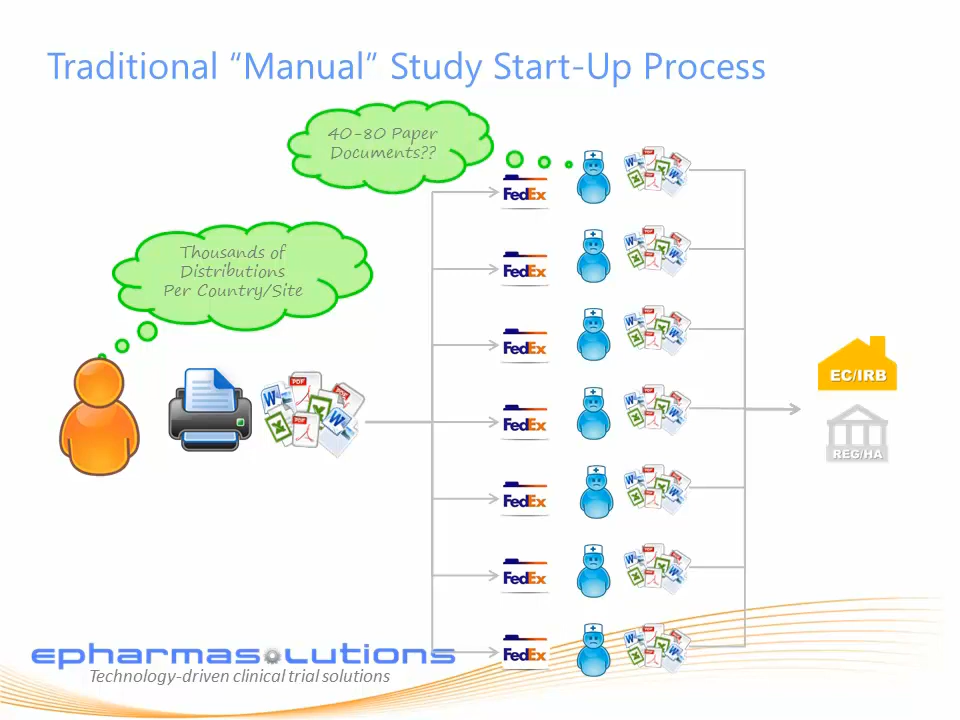 Traditional “Manual” Study Start-Up Process
40-80 Paper
Documents??
Thousands of
Distributions
Per Country/Site
FedEx
FedEx
FedEx
FedEx
FedEx
FedEx
FedEx
EC/IRB
REG/HA
epharmasolutions
Technology-driven clinical trial solutions